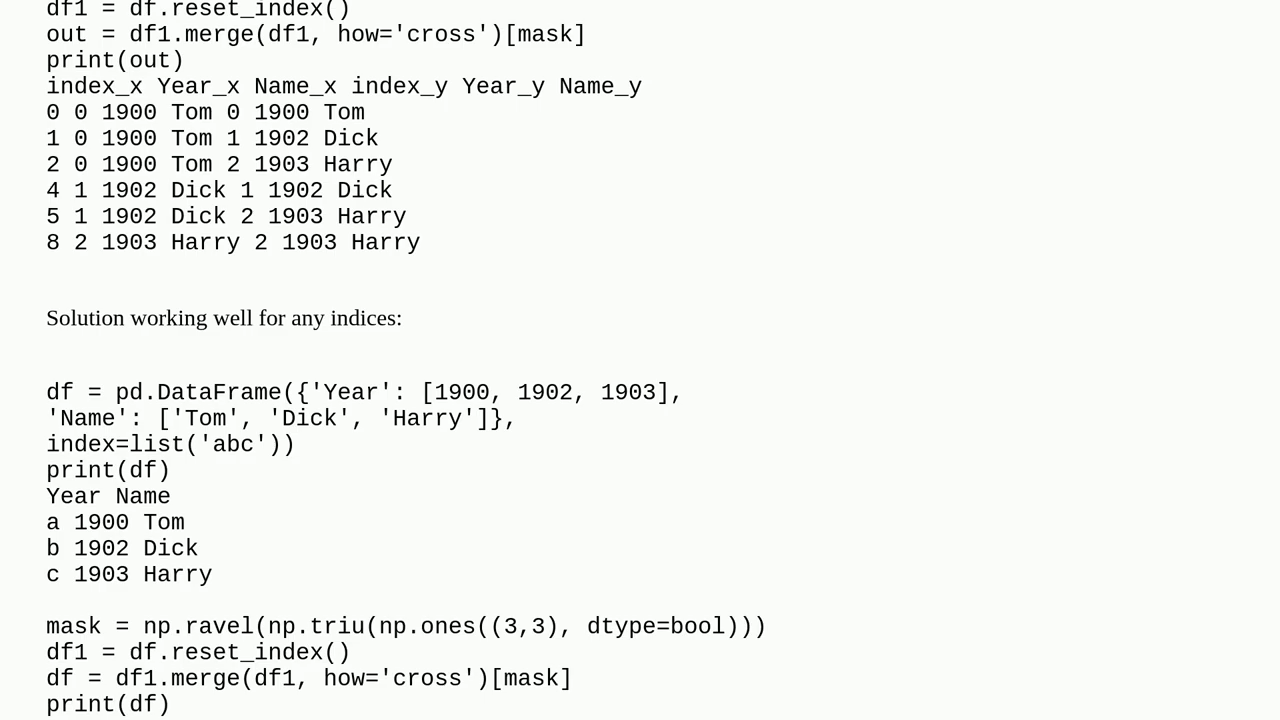 df1 = df.reset_index()
out = df1.merge(df1, how='cross')[mask]
print(out)
index_x Year_x Name_x index_y Year_y Name_y
0 0 1900 Tom 0 1900 Tom
1 0 1900 Tom 1 1902 Dick
2 0 1900 Tom 2 1903 Harry
4 1 1902 Dick 1 1902 Dick
5 1 1902 Dick 2 1903 Harry
8 2 1903 Harry 2 1903 Harry
Solution working well for any indices:
df = pd.DataFrame({'Year': [1900, 1902, 1903],
'Name': ['Tom', 'Dick', 'Harry']},
index=list('abc'))
print(df)
Year Name
a 1900 Tom
b 1902 Dick
c 1903 Harry
mask = np.ravel(np.triu(np.ones((3,3), dtype=bool)))
df1 = df.reset_index()
df = df1.merge(df1, how='cross')[mask]
print(df)